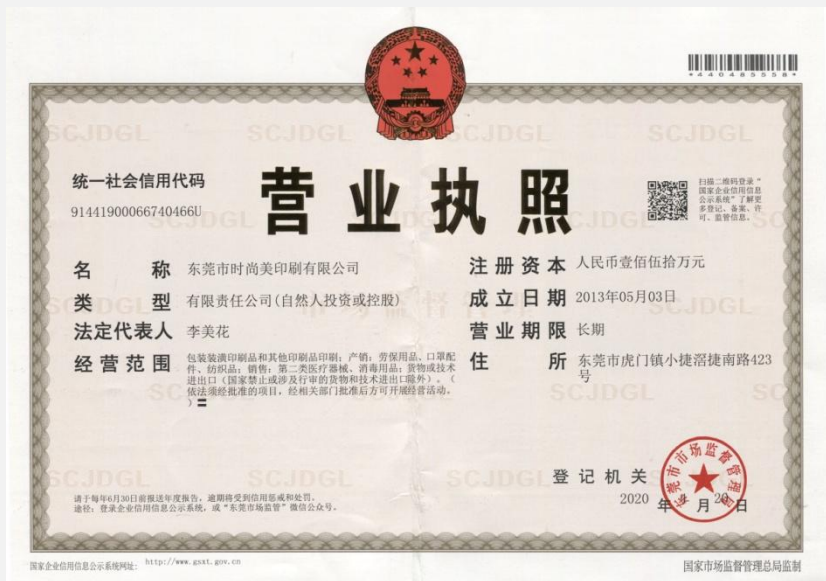 *440485558*
统一社会信用代码
91441900066740466U
营业执照
扫描二维码登录“
国家企业信用信息
公示系统”了解更
多登记、备案、许
可、监管信息。
名 称 东莞市时尚美印刷有限公司
类 型 有限责任公司(自然人投资或控股)
法定代表人 李美花
经营范围 包装装潢印刷品和其他印刷品印刷；产销：劳保用品、口罩配
件、纺织品；销售：第二类医疗器械、消毒用品；货物或技术
进出口（国家禁止或涉及行审的货物和技术进出口除外）。（
依法须经批准的项目，经相关部门批准后方可开展经营活动。
）
注册资本 人民币壹佰伍拾万元
成立日期 2013年05月03日
营业期限 长期
住 所 东莞市虎门镇小捷滘捷南路423
号
登记机关
东莞市市场监督管理局
2020 年 月 20 日
请于每年6月30日前报送年度报告，逾期将受到信用惩戒和处罚。
途径：登录企业信用信息公示系统，或“东莞市场监管”微信公众号。
国家企业信用信息公示系统网址： http://www.gsxt.gov.cn
国家市场监督管理总局监制
SCJDGL
市场监督管理